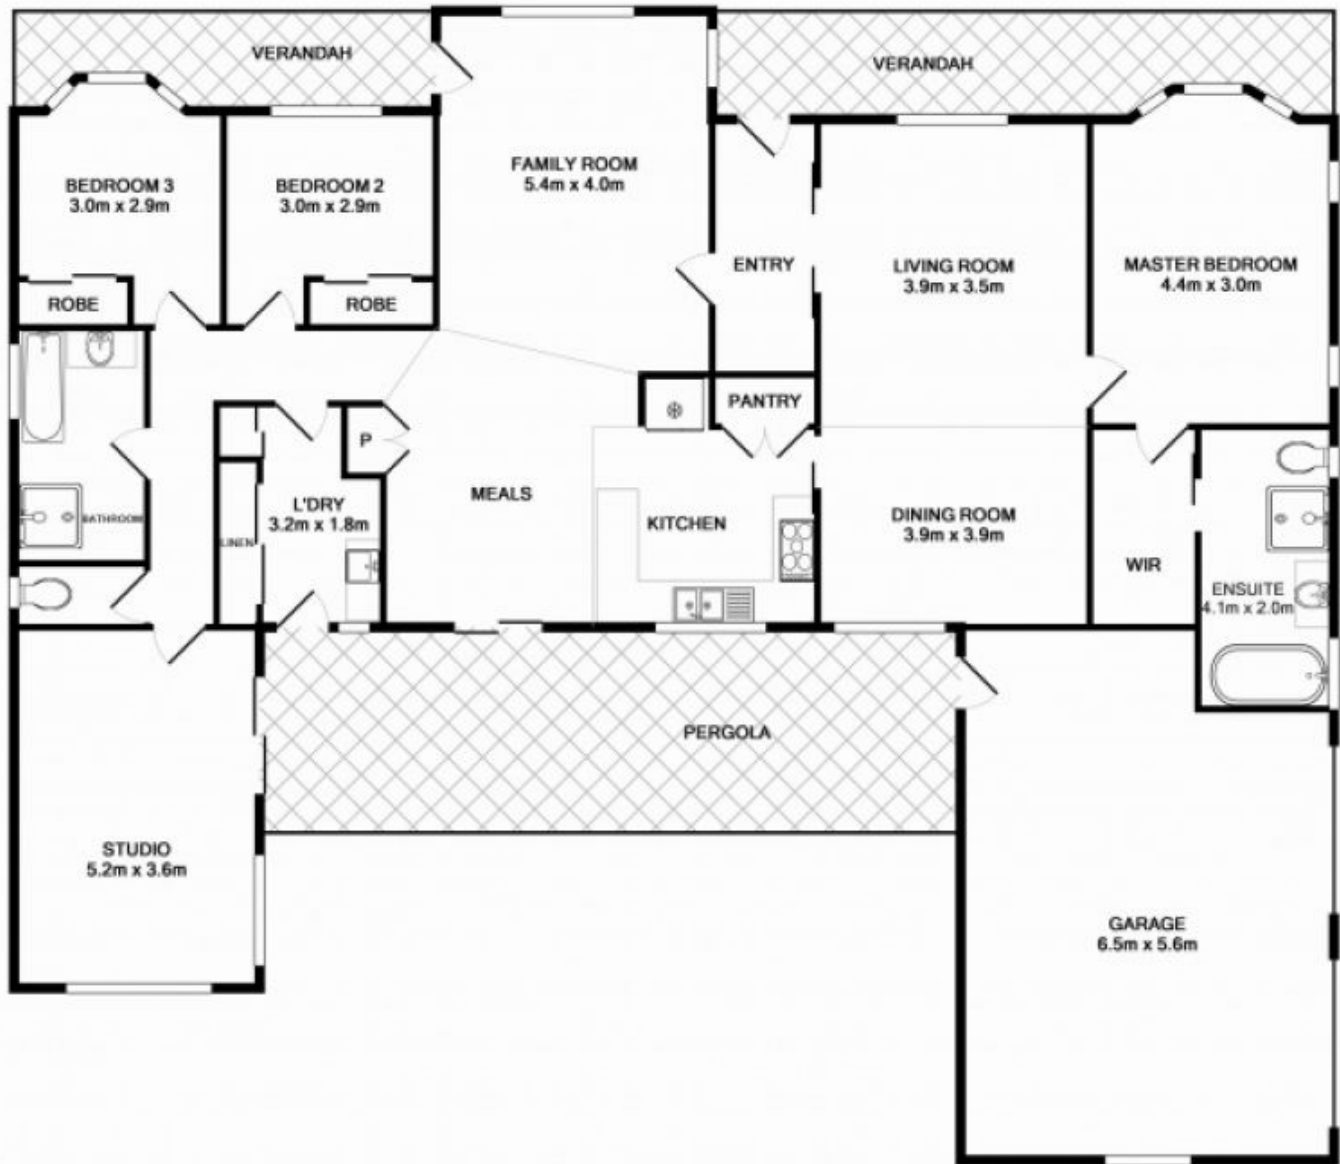 VERANDAH
VERANDAH
FAMILY ROOM
5.4m x 4.0m
BEDROOM 3
3.0m x 2.9m
BEDROOM 2
3.0m x 2.9m
ENTRY
LIVING ROOM
3.9m x 3.5m
MASTER BEDROOM
4.4m x 3.0m
ROBE
ROBE
PANTRY
P
MEALS
L'DRY
3.2m x 1.8m
BATHROOM
LINEN
KITCHEN
DINING ROOM
3.9m x 3.9m
WIR
ENSUITE
4.1m x 2.0m
PERGOLA
STUDIO
5.2m x 3.6m
GARAGE
6.5m x 5.6m